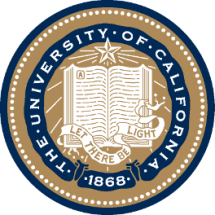 ·THE·UNIVERSITY·OF·CALIFORNIA·
·1868·
A
LET THERE BE
LIGHT